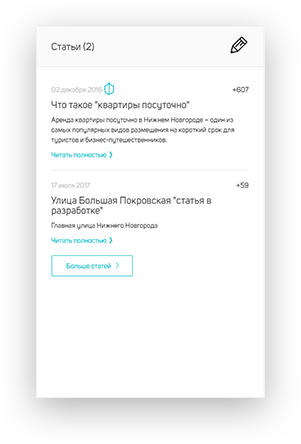 Статьи (2)
02 декабря 2016
+607
Что такое "квартиры посуточно"
Аренда квартиры посуточно в Нижнем Новгороде – один из
самых популярных видов размещения на короткий срок для
туристов и бизнес-путешественников.
Читать полностью
17 июля 2017
+59
Улица Большая Покровская "статья в
разработке"
Главная улица Нижнего Новгорода
Читать полностью
Больше статей